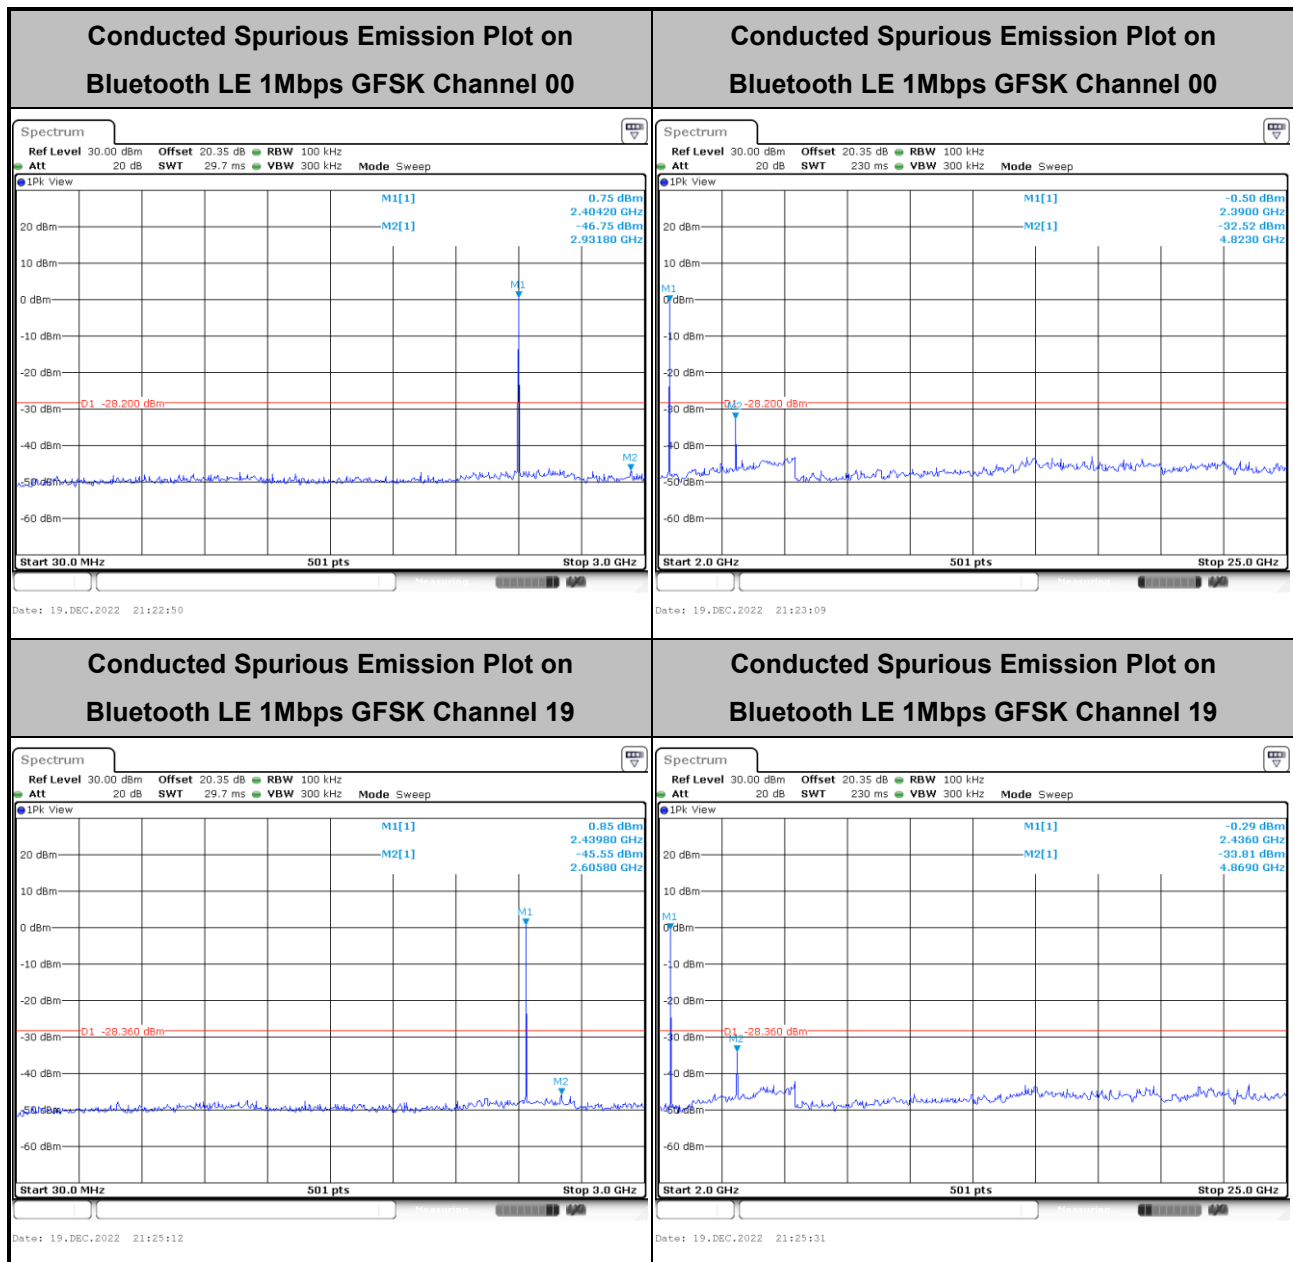 Conducted Spurious Emission Plot on
Bluetooth LE 1Mbps GFSK Channel 00
Spectrum
Ref Level 30.00 dBm Offset 20.35 dB RBW 100 kHz
Att 20 dB SWT 29.7 ms VBW 300 kHz Mode Sweep
1Pk View
M1[1] 0.75 dBm
2.40420 GHz
M2[1] -46.75 dBm
2.93180 GHz
20 dBm
10 dBm
M1
0 dBm
-10 dBm
-20 dBm
D1 -28.200 dBm
-30 dBm
-40 dBm
M2
-50 dBm
-60 dBm
Start 30.0 MHz 501 pts Stop 3.0 GHz
Measuring...
Date: 19.DEC.2022 21:22:50
Conducted Spurious Emission Plot on
Bluetooth LE 1Mbps GFSK Channel 00
Spectrum
Ref Level 30.00 dBm Offset 20.35 dB RBW 100 kHz
Att 20 dB SWT 230 ms VBW 300 kHz Mode Sweep
1Pk View
M1[1] -0.50 dBm
2.3900 GHz
M2[1] -32.52 dBm
4.8230 GHz
20 dBm
10 dBm
M1
0 dBm
-10 dBm
-20 dBm
D1 -28.200 dBm
M2
-30 dBm
-40 dBm
-50 dBm
-60 dBm
Start 2.0 GHz 501 pts Stop 25.0 GHz
Measuring...
Date: 19.DEC.2022 21:23:09
Conducted Spurious Emission Plot on
Bluetooth LE 1Mbps GFSK Channel 19
Spectrum
Ref Level 30.00 dBm Offset 20.35 dB RBW 100 kHz
Att 20 dB SWT 29.7 ms VBW 300 kHz Mode Sweep
1Pk View
M1[1] 0.85 dBm
2.43980 GHz
M2[1] -45.55 dBm
2.60580 GHz
20 dBm
10 dBm
M1
0 dBm
-10 dBm
-20 dBm
D1 -28.360 dBm
-30 dBm
-40 dBm
M2
-50 dBm
-60 dBm
Start 30.0 MHz 501 pts Stop 3.0 GHz
Measuring...
Date: 19.DEC.2022 21:25:12
Conducted Spurious Emission Plot on
Bluetooth LE 1Mbps GFSK Channel 19
Spectrum
Ref Level 30.00 dBm Offset 20.35 dB RBW 100 kHz
Att 20 dB SWT 230 ms VBW 300 kHz Mode Sweep
1Pk View
M1[1] -0.29 dBm
2.4360 GHz
M2[1] -33.81 dBm
4.8690 GHz
20 dBm
10 dBm
M1
0 dBm
-10 dBm
-20 dBm
D1 -28.360 dBm
-30 dBm
M2
-40 dBm
-50 dBm
-60 dBm
Start 2.0 GHz 501 pts Stop 25.0 GHz
Measuring...
Date: 19.DEC.2022 21:25:31